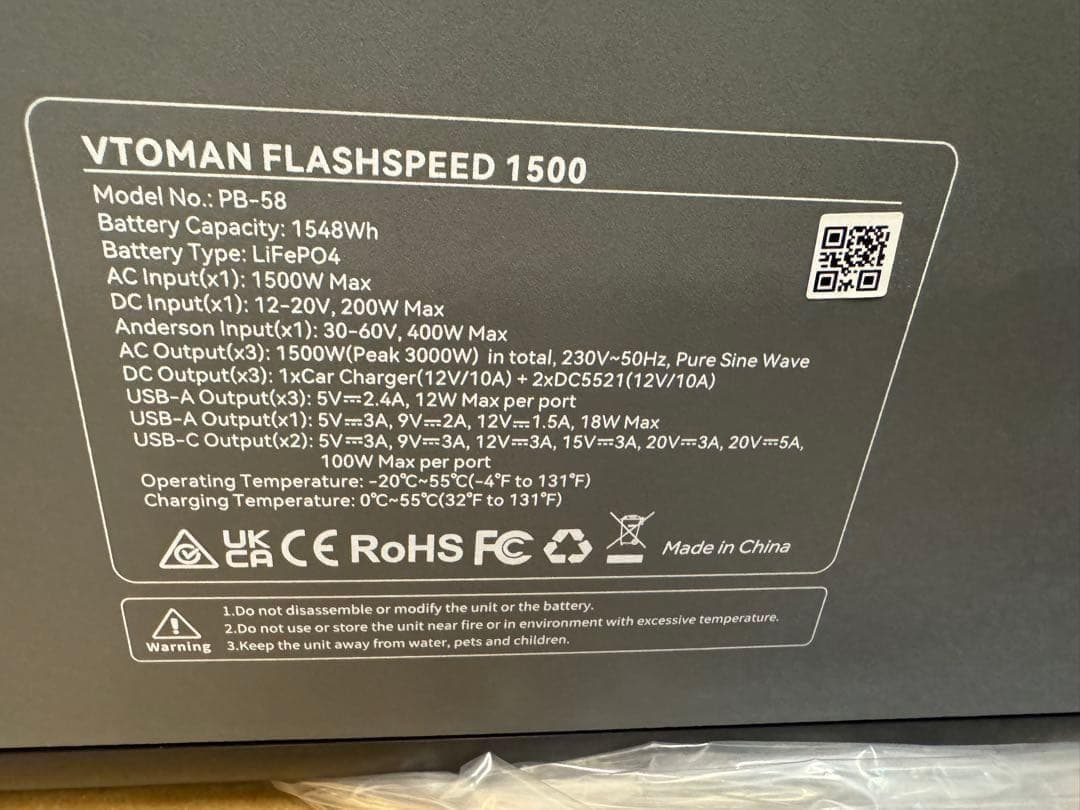 VTOMAN FLASHSPEED 1500
Model No.: PB-58
Battery Capacity: 1548Wh
Battery Type: LiFePO4
AC Input(x1): 1500W Max
DC Input(x1): 12-20V, 200W Max
Anderson Input(x1): 30-60V, 400W Max
AC Output(x3): 1500W(Peak 3000W) in total, 230V~50Hz, Pure Sine Wave
DC Output(x3): 1xCar Charger(12V/10A) + 2xDC5521(12V/10A)
USB-A Output(x3): 5V⎓2.4A, 12W Max per port
USB-A Output(x1): 5V⎓3A, 9V⎓2A, 12V⎓1.5A, 18W Max
USB-C Output(x2): 5V⎓3A, 9V⎓3A, 12V⎓3A, 15V⎓3A, 20V⎓3A, 20V⎓5A,
100W Max per port
Operating Temperature: -20℃~55℃(-4℉ to 131℉)
Charging Temperature: 0℃~55℃(32℉ to 131℉)
UK CA CE RoHS FC Made in China
1.Do not disassemble or modify the unit or the battery.
2.Do not use or store the unit near fire or in environment with excessive temperature.
Warning 3.Keep the unit away from water, pets and children.